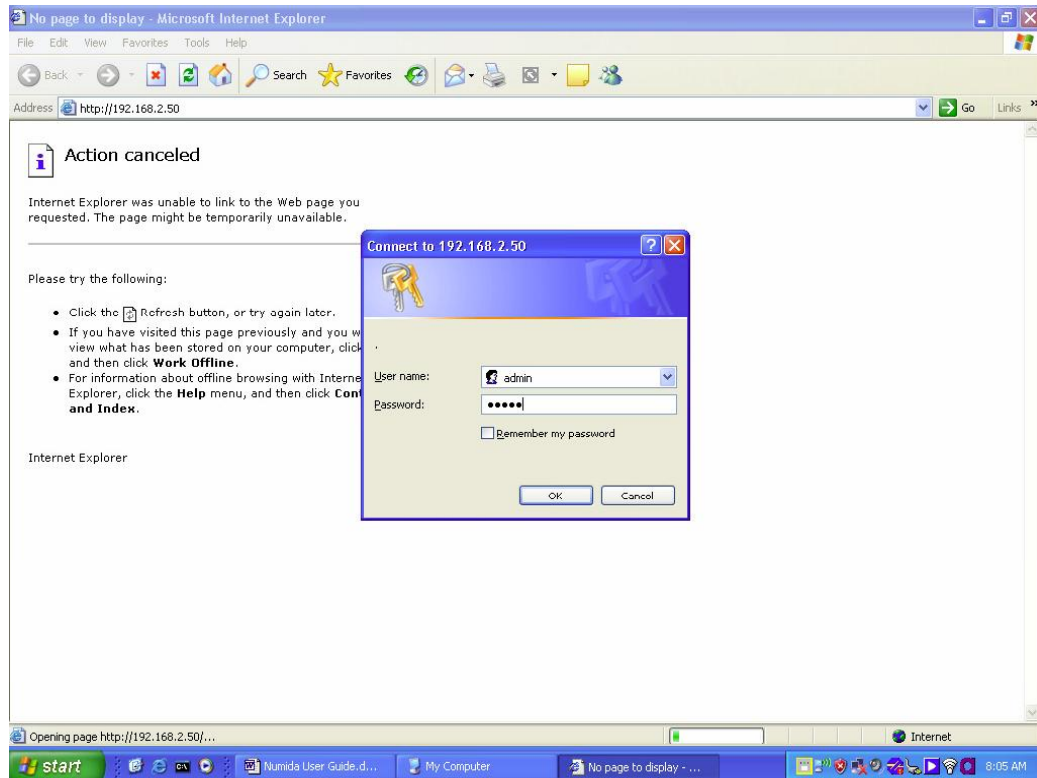 No page to display - Microsoft Internet Explorer
File Edit View Favorites Tools Help
Back Search Favorites
Address http://192.168.2.50 Go Links »
Action canceled
Internet Explorer was unable to link to the Web page you
requested. The page might be temporarily unavailable.
Please try the following:
• Click the Refresh button, or try again later.
• If you have visited this page previously and you w
view what has been stored on your computer, click
and then click Work Offline.
• For information about offline browsing with Interne
Explorer, click the Help menu, and then click Cont
and Index.
Internet Explorer
Connect to 192.168.2.50
User name: admin
Password: •••••
Remember my password
OK Cancel
Opening page http://192.168.2.50/...
Internet
start Numida User Guide.d... My Computer No page to display - ... 8:05 AM